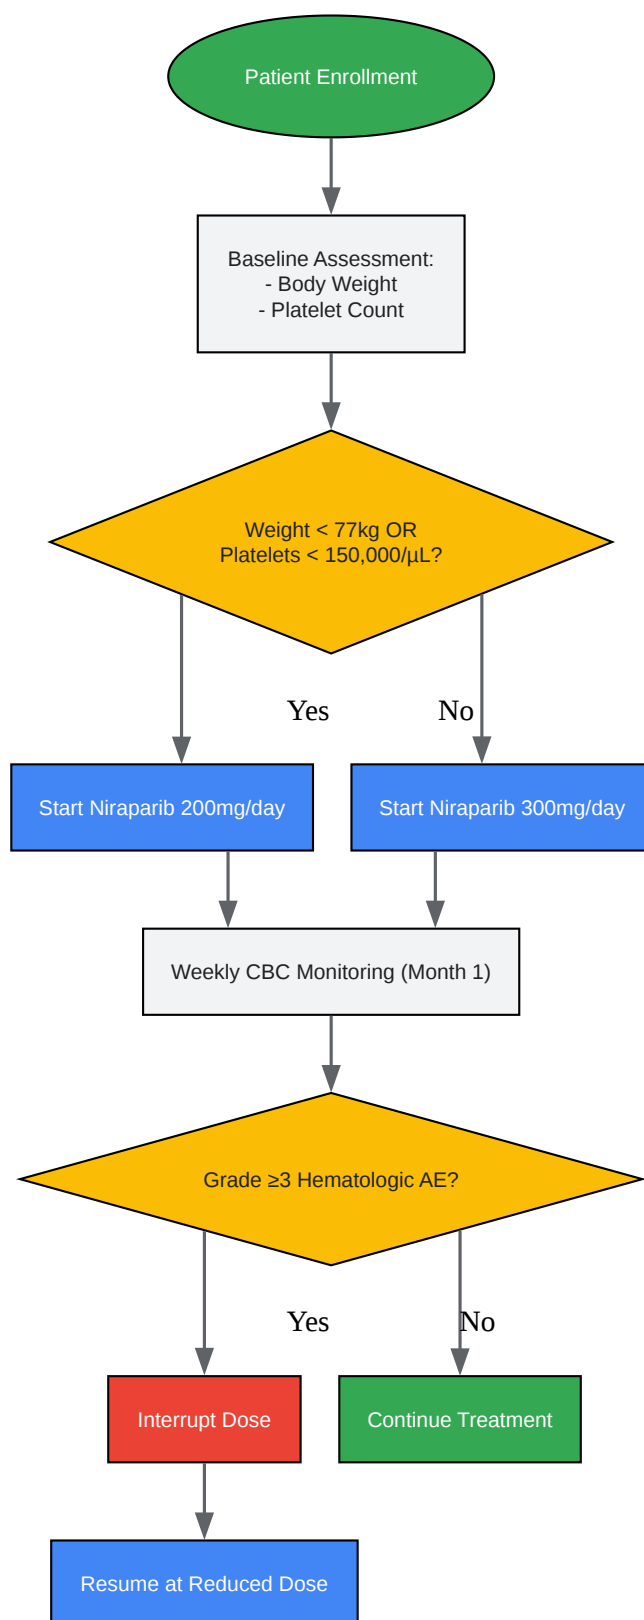 Patient Enrollment
Baseline Assessment:
- Body Weight
- Platelet Count
Weight < 77kg OR
Platelets < 150,000/µL?
Yes
No
Start Niraparib 200mg/day
Start Niraparib 300mg/day
Weekly CBC Monitoring (Month 1)
Grade ≥3 Hematologic AE?
Yes
No
Interrupt Dose
Continue Treatment
Resume at Reduced Dose